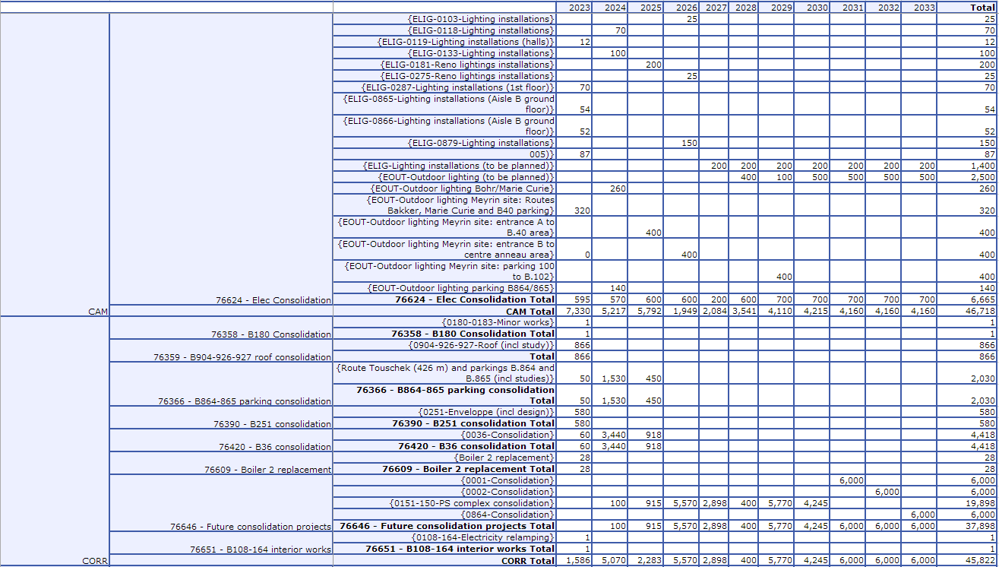 2023 2024 2025 2026 2027 2028 2029 2030 2031 2032 2033 Total
{ELIG-0103-Lighting installations} 25 25
{ELIG-0118-Lighting installations} 70 70
{ELIG-0119-Lighting installations (halls)} 12 12
{ELIG-0133-Lighting installations} 100 100
{ELIG-0181-Reno lightings installations} 200 200
{ELIG-0275-Reno lightings installations} 25 25
{ELIG-0287-Lighting installations (1st floor)} 70 70
{ELIG-0865-Lighting installations (Aisle B ground
floor)} 54 54
{ELIG-0866-Lighting installations (Aisle B ground
floor)} 52 52
{ELIG-0879-Lighting installations} 150 150
005)} 87 87
{ELIG-Lighting installations (to be planned)} 200 200 200 200 200 200 200 1,400
{EOUT-Outdoor lighting (to be planned)} 400 100 500 500 500 500 2,500
{EOUT-Outdoor lighting Bohr/Marie Curie} 260 260
{EOUT-Outdoor lighting Meyrin site: Routes
Bakker, Marie Curie and B40 parking} 320 320
{EOUT-Outdoor lighting Meyrin site: entrance A to
B.40 area} 400 400
{EOUT-Outdoor lighting Meyrin site: entrance B to
centre anneau area} 0 400 400
{EOUT-Outdoor lighting Meyrin site: parking 100
to B.102} 400 400
{EOUT-Outdoor lighting parking B864/865} 140 140
76624 - Elec Consolidation 76624 - Elec Consolidation Total 595 570 600 600 200 600 700 700 700 700 700 6,665
CAM CAM Total 7,330 5,217 5,792 1,949 2,084 3,541 4,110 4,215 4,160 4,160 4,160 46,718
{0180-0183-Minor works} 1 1
76358 - B180 Consolidation 76358 - B180 Consolidation Total 1 1
{0904-926-927-Roof (incl study)} 866 866
76359 - B904-926-927 roof consolidation Total 866 866
{Route Touschek (426 m) and parkings B.864 and
B.865 (incl studies)} 50 1,530 450 2,030
76366 - B864-865 parking consolidation
76366 - B864-865 parking consolidation Total 50 1,530 450 2,030
{0251-Enveloppe (incl design)} 580 580
76390 - B251 consolidation 76390 - B251 consolidation Total 580 580
{0036-Consolidation} 60 3,440 918 4,418
76420 - B36 consolidation 76420 - B36 consolidation Total 60 3,440 918 4,418
{Boiler 2 replacement} 28 28
76609 - Boiler 2 replacement 76609 - Boiler 2 replacement Total 28 28
{0001-Consolidation} 6,000 6,000
{0002-Consolidation} 6,000 6,000
{0151-150-PS complex consolidation} 100 915 5,570 2,898 400 5,770 4,245 19,898
{0864-Consolidation} 6,000 6,000
76646 - Future consolidation projects 76646 - Future consolidation projects Total 100 915 5,570 2,898 400 5,770 4,245 6,000 6,000 6,000 37,898
{0108-164-Electricity relamping} 1 1
76651 - B108-164 interior works 76651 - B108-164 interior works Total 1 1
CORR CORR Total 1,586 5,070 2,283 5,570 2,898 400 5,770 4,245 6,000 6,000 6,000 45,822